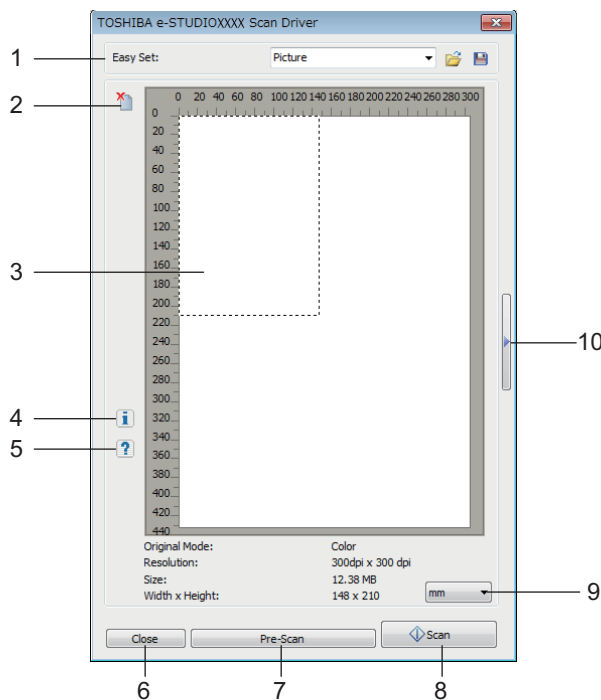 TOSHIBA e-STUDIOXXXX Scan Driver
1
Easy Set:
Picture
2
0 20 40 60 80 100 120 140 160 180 200 220 240 260 280 300
0
20
40
60
80
100
120
140
160
180
200
220
240
260
280
300
320
340
360
380
400
420
440
3
10
4
i
5
?
Original Mode: Color
Resolution: 300dpi x 300 dpi
Size: 12.38 MB
Width x Height: 148 x 210
mm
9
Close
Pre-Scan
Scan
6
7
8